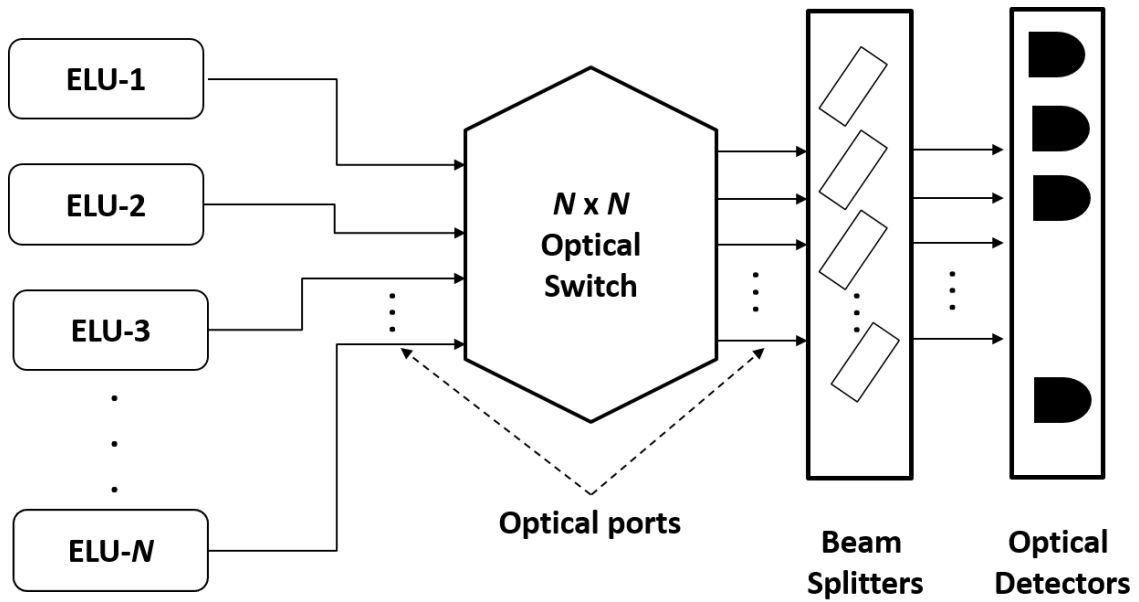 ELU-1
ELU-2
ELU-3
ELU-N
N x N
Optical
Switch
Optical ports
Beam
Splitters
Optical
Detectors